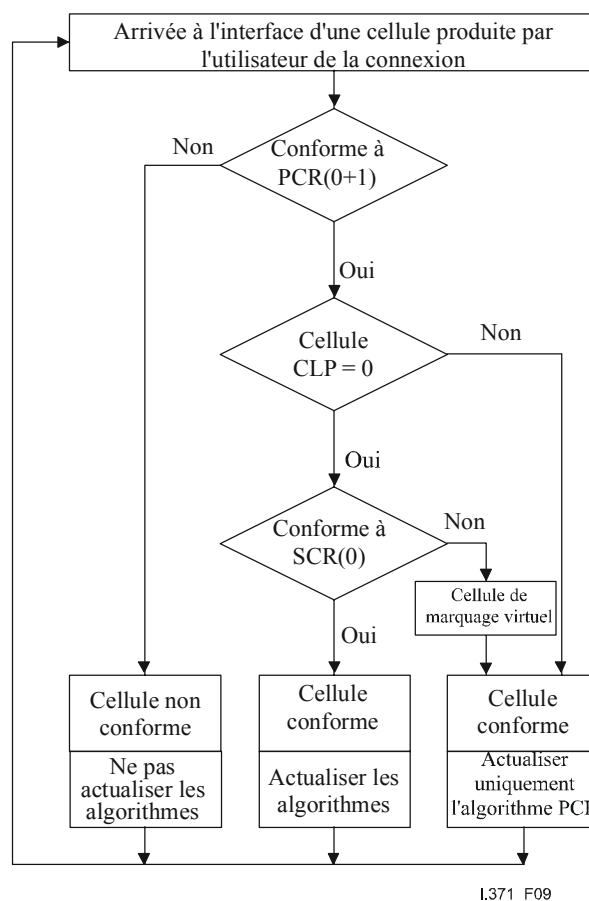 Arrivée à l'interface d'une cellule produite par
l'utilisateur de la connexion
Non
Conforme à
PCR(0+1)
Oui
Cellule
CLP = 0
Non
Oui
Conforme à
SCR(0)
Non
Cellule de
marquage virtuel
Oui
Cellule non
conforme
Ne pas
actualiser les
algorithmes
Cellule
conforme
Actualiser les
algorithmes
Cellule
conforme
Actualiser
uniquement
l'algorithme PCR
I.371_F09